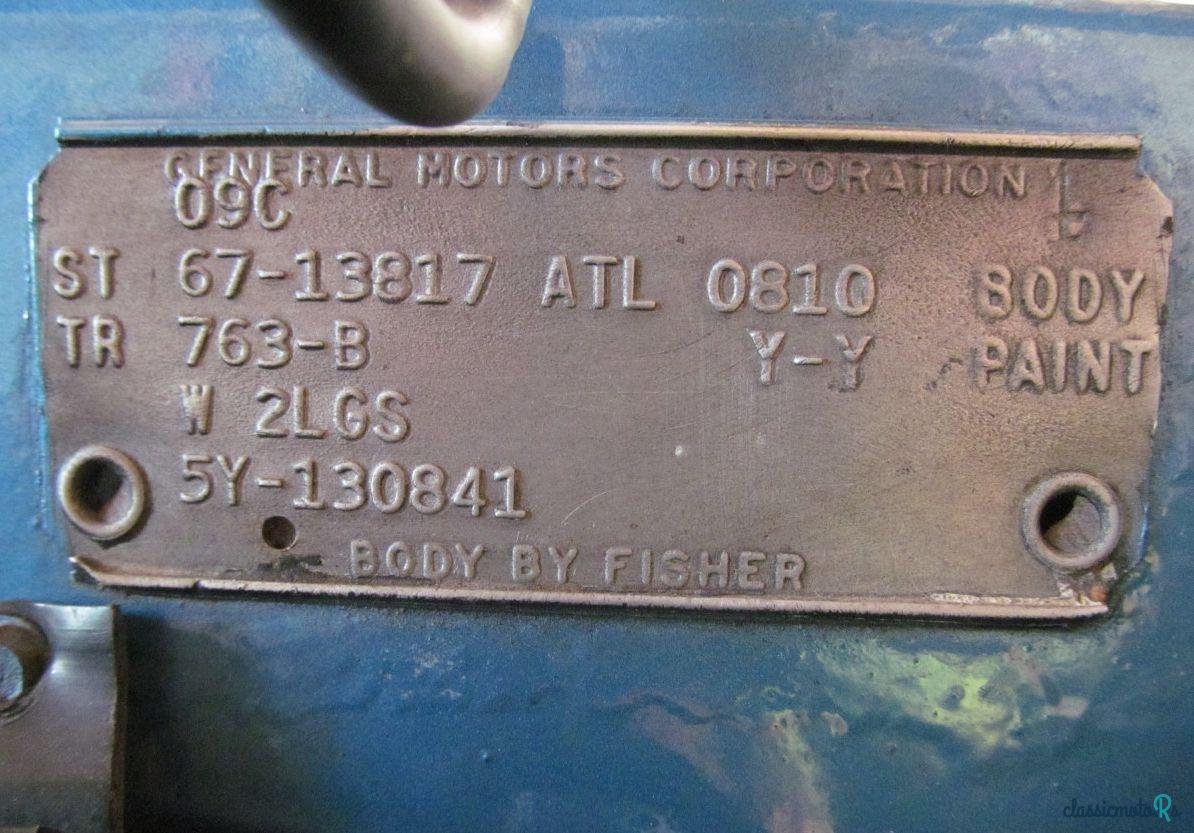 GENERAL MOTORS CORPORATION
09C
ST 67-13817 ATL 0810 BODY
TR 763-B Y-Y PAINT
W 2LGS
5Y-130841
BODY BY FISHER